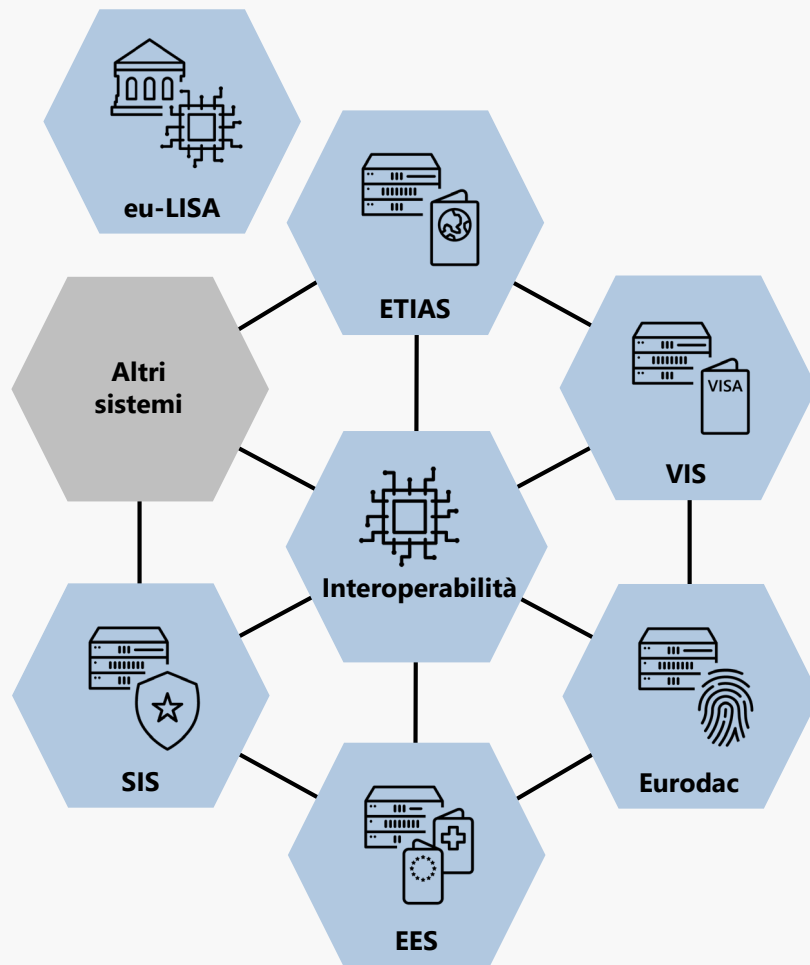 eu-LISA
ETIAS
Altri
sistemi
VISA
VIS
Interoperabilità
SIS
Eurodac
EES